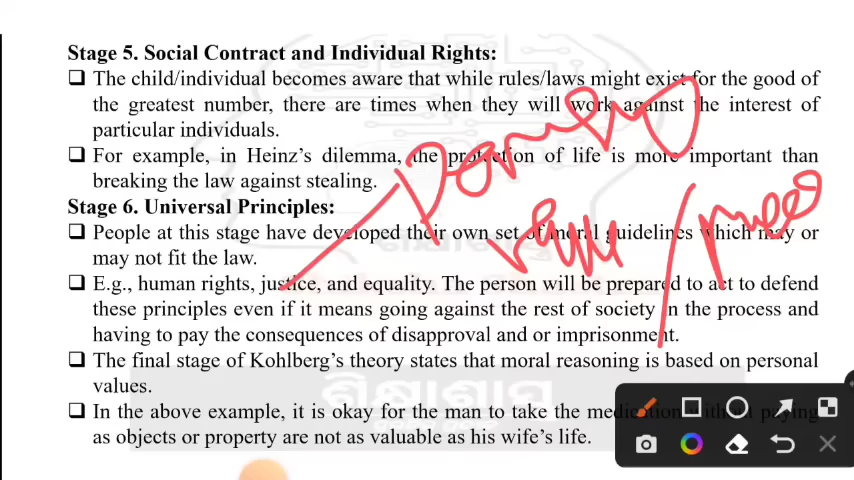 Stage 5. Social Contract and Individual Rights:
❑ The child/individual becomes aware that while rules/laws might exist for the good of
the greatest number, there are times when they will work against the interest of
particular individuals.
❑ For example, in Heinz's dilemma, the protection of life is more important than
breaking the law against stealing.
Stage 6. Universal Principles:
❑ People at this stage have developed their own set of moral guidelines which may or
may not fit the law.
❑ E.g., human rights, justice, and equality. The person will be prepared to act to defend
these principles even if it means going against the rest of society in the process and
having to pay the consequences of disapproval and or imprisonment.
❑ The final stage of Kohlberg's theory states that moral reasoning is based on personal
values.
❑ In the above example, it is okay for the man to take the medication without paying
as objects or property are not as valuable as his wife's life.
ଶିକ୍ଷାଶ୍ରୀପ